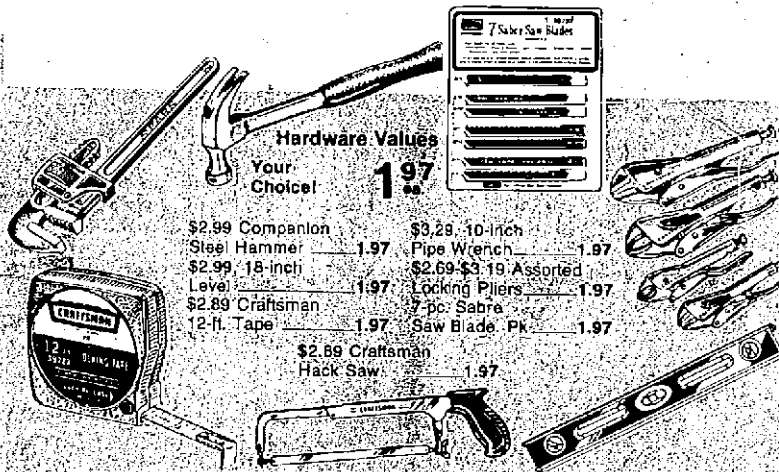 7 Sabre Saw Blades
Hardware Values
Your
Choice!
1 97
ea.
$2.99 Companion
Steel Hammer 1.97
$2.99, 18-inch
Level 1.97
$2.89 Craftsman
12-ft. Tape 1.97
$3.29, 10-inch
Pipe Wrench 1.97
$2.69-$3.19 Assorted
Locking Pliers 1.97
7-pc. Sabre
Saw Blade Pk. 1.97
$2.89 Craftsman
Hack Saw 1.97
CRAFTSMAN
12
CRAFTSMAN